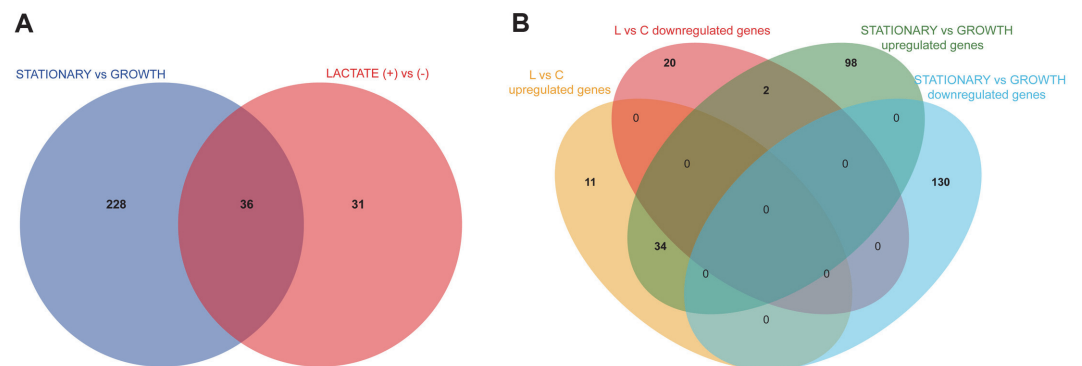 A
STATIONARY vs GROWTH
LACTATE (+) vs (-)
228
36
31
B
L vs C downregulated genes
STATIONARY vs GROWTH
upregulated genes
L vs C
upregulated genes
STATIONARY vs GROWTH
downregulated genes
20
98
2
0
0
0
0
11
130
0
34
0
0
0
0